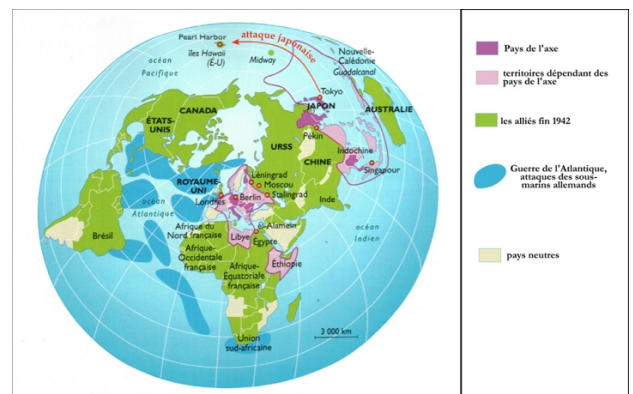 Pearl Harbor
îles Hawaii
(É-U)
attaque japonaise
Midway
océan
Pacifique
Nouvelle-
Calédonie
Guadalcanal
Tokyo
JAPON
AUSTRALIE
CANADA
ÉTATS-
UNIS
Pékin
URSS
CHINE
Indochine
Singapour
Léningrad
Moscou
Stalingrad
ROYAUME-
UNI
Londres
Berlin
Inde
océan
Atlantique
Brésil
Afrique du
Nord française
Libye
el-Alamein
Égypte
océan
Indien
Afrique-
Occidentale
française
Afrique-
Équatoriale
française
Éthiopie
Union
sud-africaine
3 000 km
Pays de l'axe
territoires dépendant des
pays de l'axe
les alliés fin 1942
Guerre de l'Atlantique,
attaques des sous-
marins allemands
pays neutres